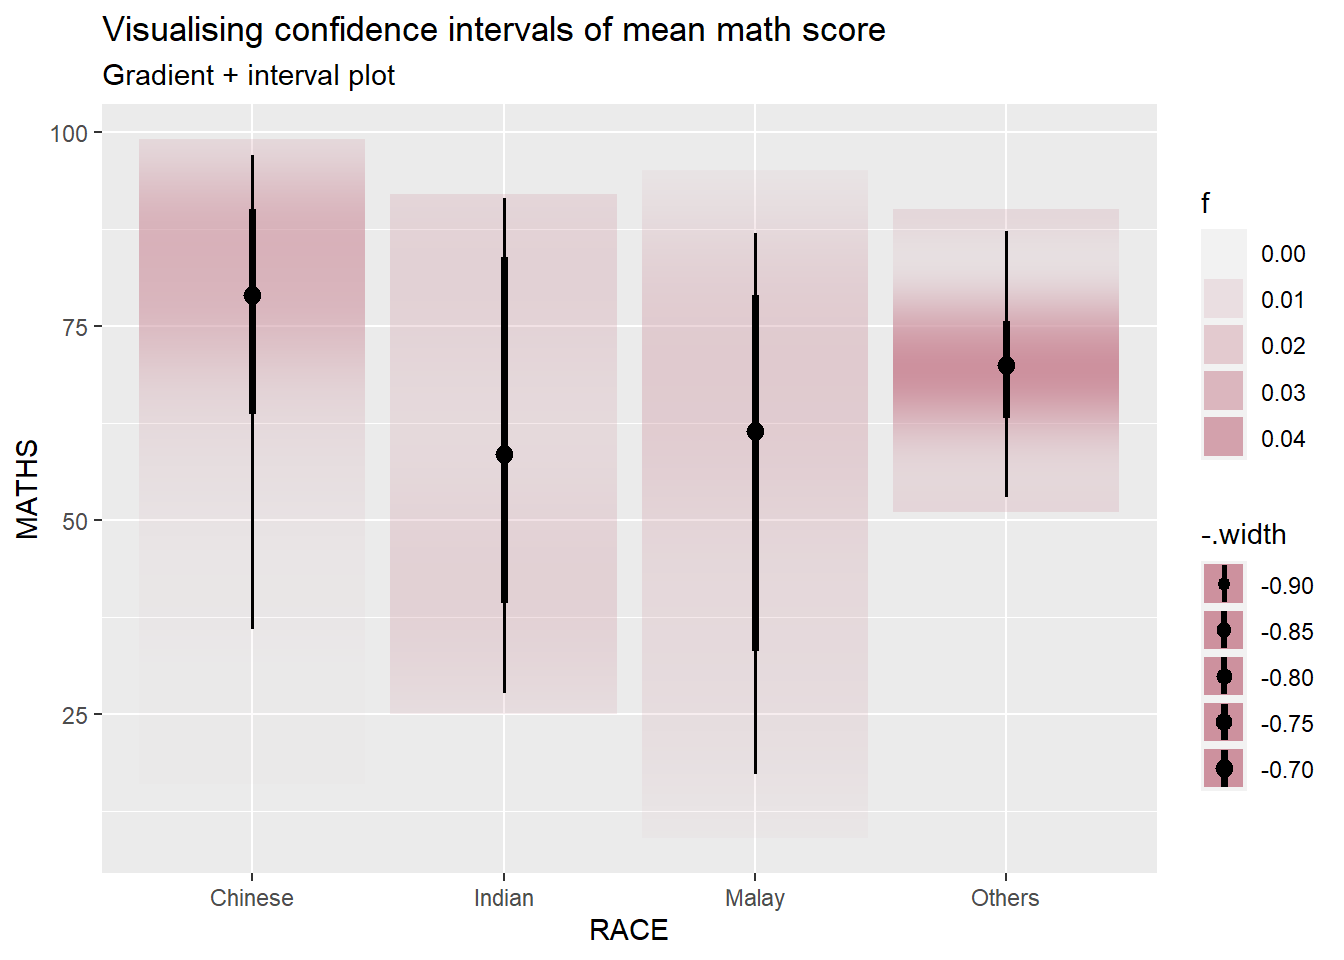 Visualising confidence intervals of mean math score
Gradient + interval plot
100
75
50
25
MATHS
Chinese
Indian
Malay
Others
RACE
f
0.00
0.01
0.02
0.03
0.04
-.width
-0.90
-0.85
-0.80
-0.75
-0.70